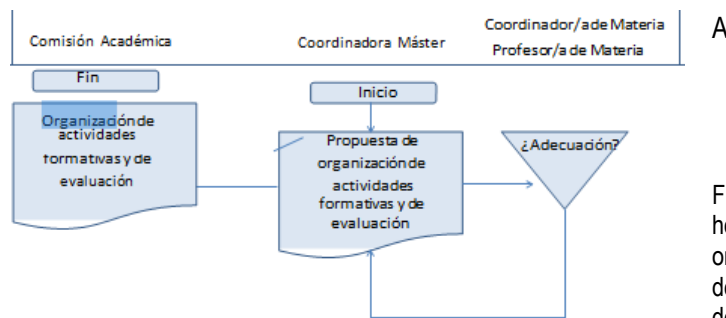 Comisión Académica
Coordinadora Máster
Coordinador/a de Materia
Profesor/a de Materia
Fin
Organización de
actividades
formativas y de
evaluación
Inicio
Propuesta de
organización de
actividades
formativas y de
evaluación
¿Adecuación?
A
F
h
o
d